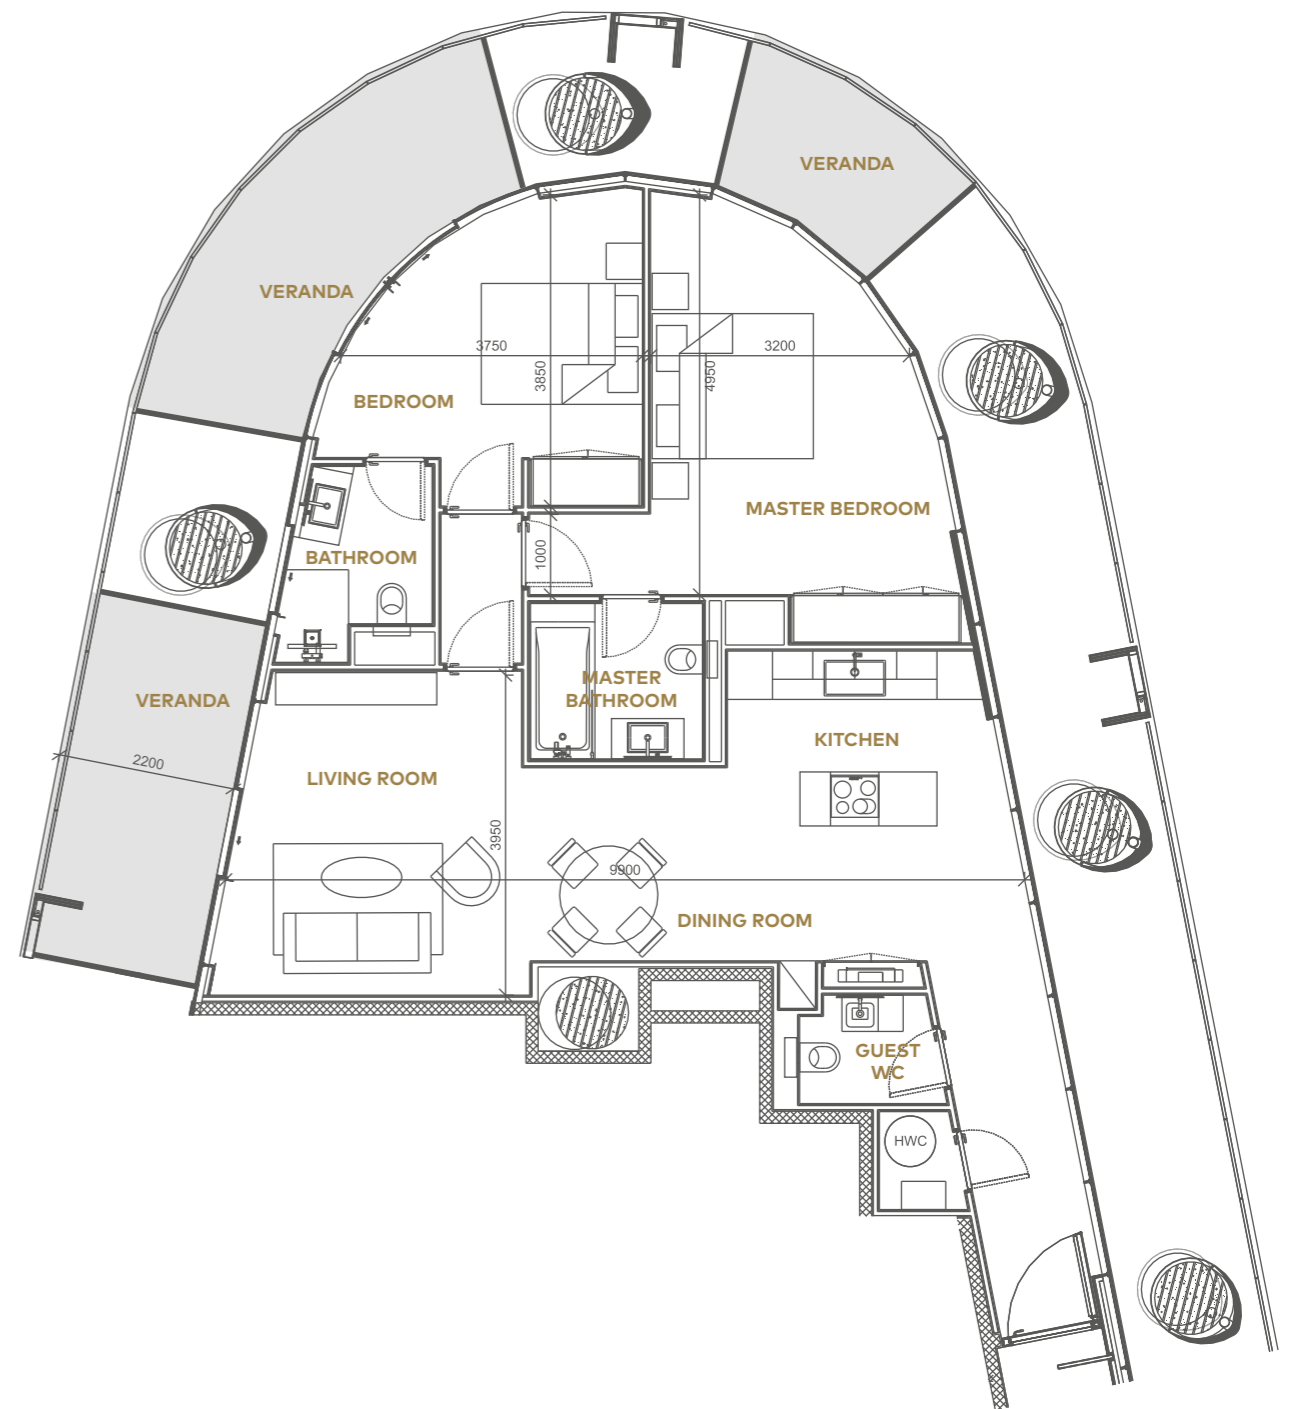 VERANDA
VERANDA
3750
3200
3850
4950
BEDROOM
MASTER BEDROOM
BATHROOM
1000
MASTER
BATHROOM
VERANDA
KITCHEN
2200
LIVING ROOM
3950
9900
DINING ROOM
GUEST
WC
HWC